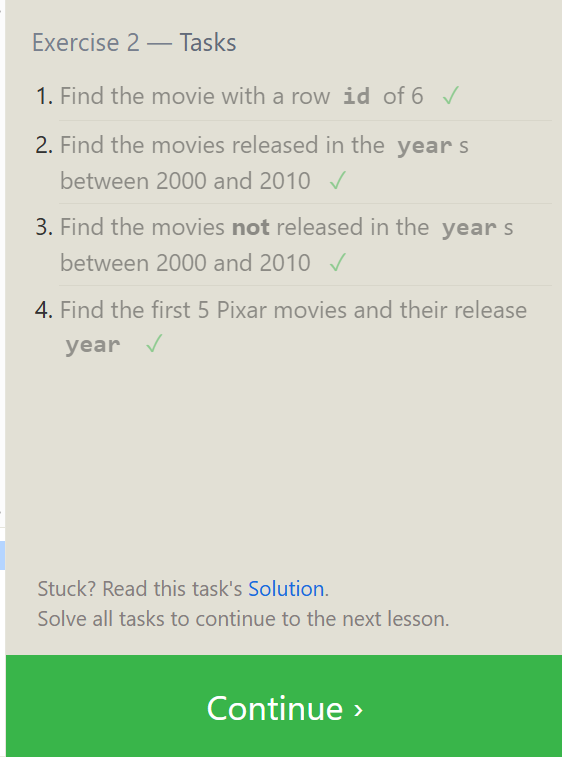 Exercise 2 — Tasks
1. Find the movie with a row id of 6 ✓
2. Find the movies released in the year s
between 2000 and 2010 ✓
3. Find the movies not released in the year s
between 2000 and 2010 ✓
4. Find the first 5 Pixar movies and their release
year ✓
Stuck? Read this task's Solution.
Solve all tasks to continue to the next lesson.
Continue ›